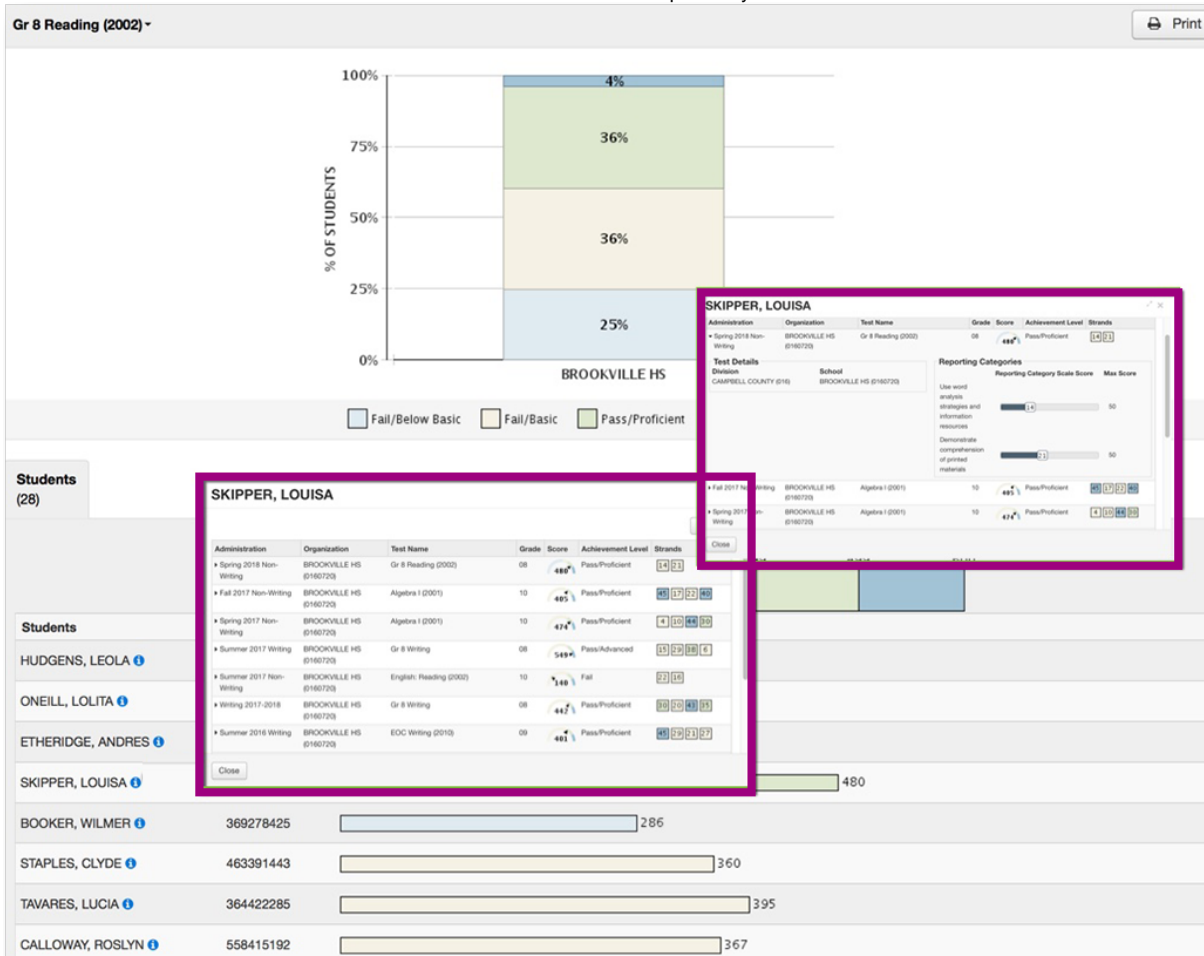 Gr 8 Reading (2002)
Print
100%
4%
36%
75%
% OF STUDENTS
50%
36%
25%
25%
0%
BROOKVILLE HS
Fail/Below Basic
Fail/Basic
Pass/Proficient
SKIPPER, LOUISA
Administration Organization Test Name Grade Score Achievement Level Strands
Spring 2018 Non- BROOKVILLE HS Gr 8 Reading (2002) 08 480 Pass/Proficient 14 21
Writing (0160720)
Test Details Reporting Categories
Division School Reporting Category Scale Score Max Score
CAMPBELL COUNTY (016) BROOKVILLE HS (0160720)
Use word
analysis
strategies and 14 50
information
resources
Demonstrate
comprehension
of printed 21 50
materials
Fall 2017 Non-Writing BROOKVILLE HS Algebra I (2001) 10 405 Pass/Proficient 45 17 22 40
(0160720)
Spring 2017 Non- BROOKVILLE HS Algebra I (2001) 10 474 Pass/Proficient 4 10 44 30
Writing (0160720)
Close
Students
(28)
SKIPPER, LOUISA
Administration Organization Test Name Grade Score Achievement Level Strands
Spring 2018 Non- BROOKVILLE HS Gr 8 Reading (2002) 08 480 Pass/Proficient 14 21
Writing (0160720)
Fall 2017 Non-Writing BROOKVILLE HS Algebra I (2001) 10 405 Pass/Proficient 45 17 22 40
(0160720)
Spring 2017 Non- BROOKVILLE HS Algebra I (2001) 10 474 Pass/Proficient 4 10 44 30
Writing (0160720)
Summer 2017 Writing BROOKVILLE HS Gr 8 Writing 08 549 Pass/Advanced 15 29 38 6
(0160720)
Summer 2017 Non- BROOKVILLE HS English: Reading (2002) 10 140 Fail 22 16
Writing (0160720)
Writing 2017-2018 BROOKVILLE HS Gr 8 Writing 08 442 Pass/Proficient 30 20 43 35
(0160720)
Summer 2016 Writing BROOKVILLE HS EOC Writing (2010) 09 401 Pass/Proficient 45 29 21 27
(0160720)
Close
Students
HUDGENS, LEOLA
ONEILL, LOLITA
ETHERIDGE, ANDRES
SKIPPER, LOUISA 480
BOOKER, WILMER 369278425 286
STAPLES, CLYDE 463391443 360
TAVARES, LUCIA 364422285 395
CALLOWAY, ROSLYN 558415192 367